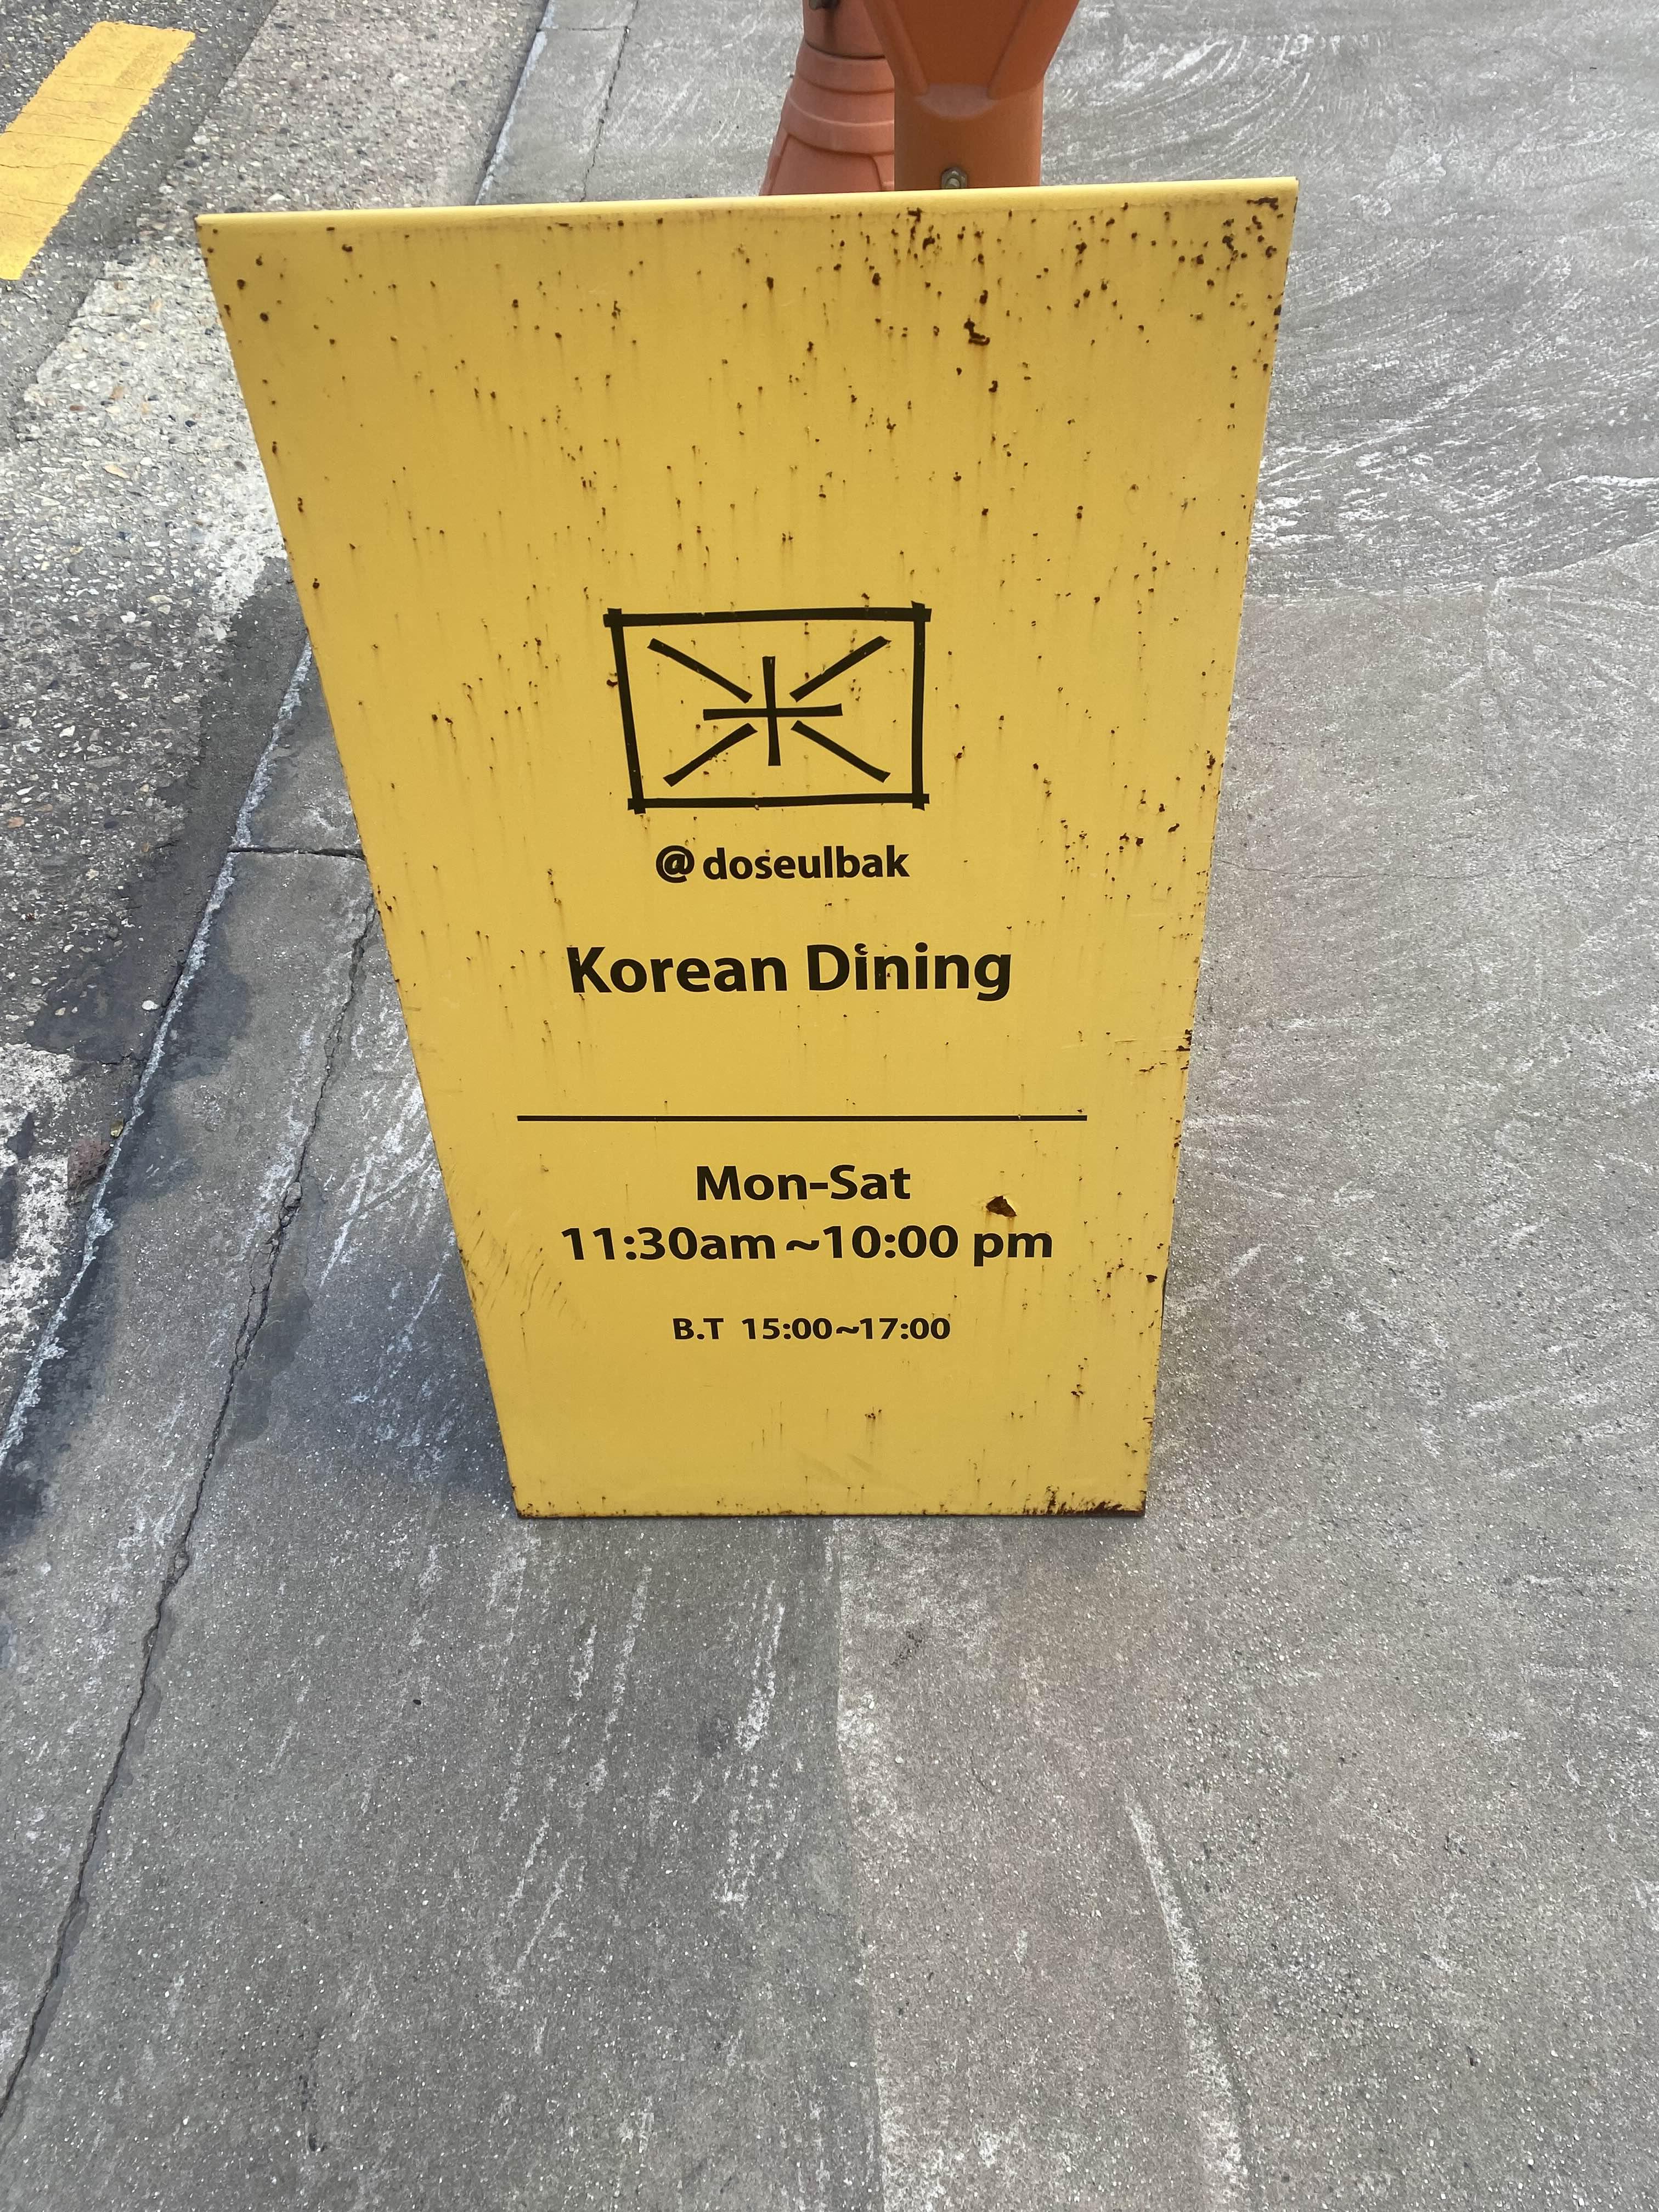 @doseulbak
Korean Dining
Mon-Sat
11:30am~10:00 pm
B.T 15:00~17:00